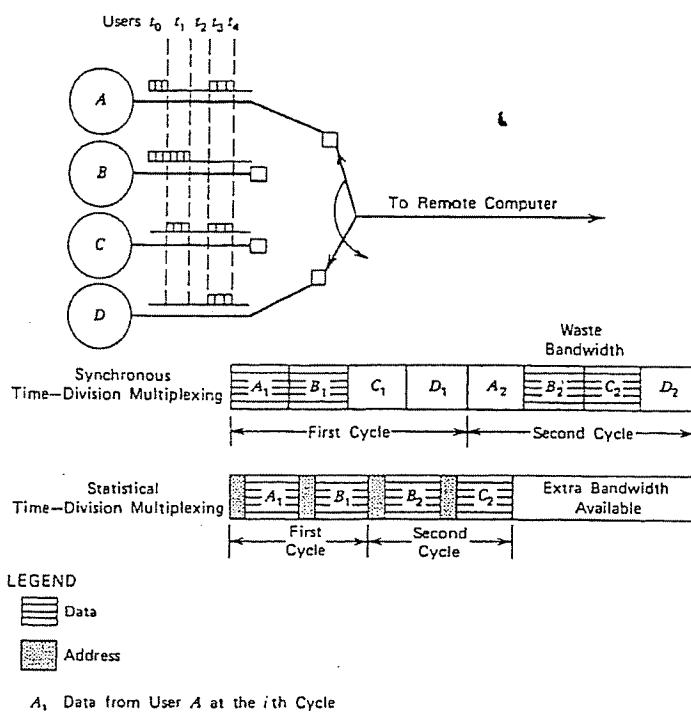 Users t0 t1 t2 t3 t4
A
B
C
D
To Remote Computer
Waste
Bandwidth
Synchronous
Time-Division Multiplexing
A1 B1 C1 D1 A2 B2 C2 D2
First Cycle Second Cycle
Statistical
Time-Division Multiplexing
A1 B1 B2 C2 Extra Bandwidth
Available
First
Cycle
Second
Cycle
LEGEND
Data
Address
A1 Data from User A at the ith Cycle